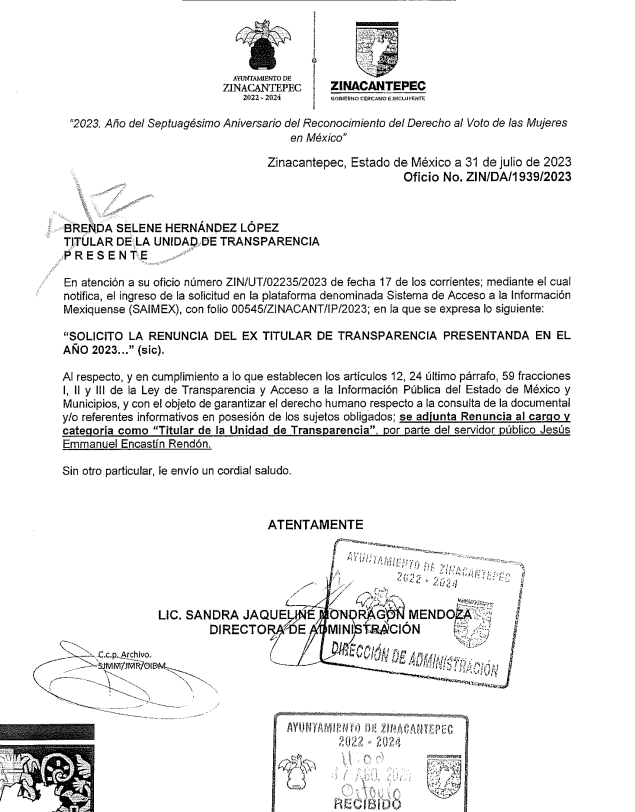 AYUNTAMIENTO DE
ZINACANTEPEC
2022 - 2024
ZINACANTEPEC
GOBIERNO CERCANO E INCLUYENTE
"2023. Año del Septuagésimo Aniversario del Reconocimiento del Derecho al Voto de las Mujeres
en México"
Zinacantepec, Estado de México a 31 de julio de 2023
Oficio No. ZIN/DA/1939/2023
BRENDA SELENE HERNÁNDEZ LÓPEZ
TITULAR DE LA UNIDAD DE TRANSPARENCIA
P R E S E N T E
En atención a su oficio número ZIN/UT/02235/2023 de fecha 17 de los corrientes; mediante el cual
notifica, el ingreso de la solicitud en la plataforma denominada Sistema de Acceso a la Información
Mexiquense (SAIMEX), con folio 00545/ZINACANT/IP/2023; en la que se expresa lo siguiente:
"SOLICITO LA RENUNCIA DEL EX TITULAR DE TRANSPARENCIA PRESENTANDA EN EL
AÑO 2023..." (sic).
Al respecto, y en cumplimiento a lo que establecen los artículos 12, 24 último párrafo, 59 fracciones
I, II y III de la Ley de Transparencia y Acceso a la Información Pública del Estado de México y
Municipios, y con el objeto de garantizar el derecho humano respecto a la consulta de la documental
y/o referentes informativos en posesión de los sujetos obligados; se adjunta Renuncia al cargo y
categoría como "Titular de la Unidad de Transparencia", por parte del servidor público Jesús
Emmanuel Encastín Rendón.
Sin otro particular, le envío un cordial saludo.
ATENTAMENTE
AYUNTAMIENTO DE ZINACANTEPEC
2022 - 2024
LIC. SANDRA JAQUELINE MONDRAGÓN MENDOZA
DIRECTORA DE ADMINISTRACIÓN
DIRECCIÓN DE ADMINISTRACIÓN
C.c.p. Archivo.
SJMM/JMR/OIBM
AYUNTAMIENTO DE ZINACANTEPEC
2022 - 2024
AGO. 2023
RECIBIDO